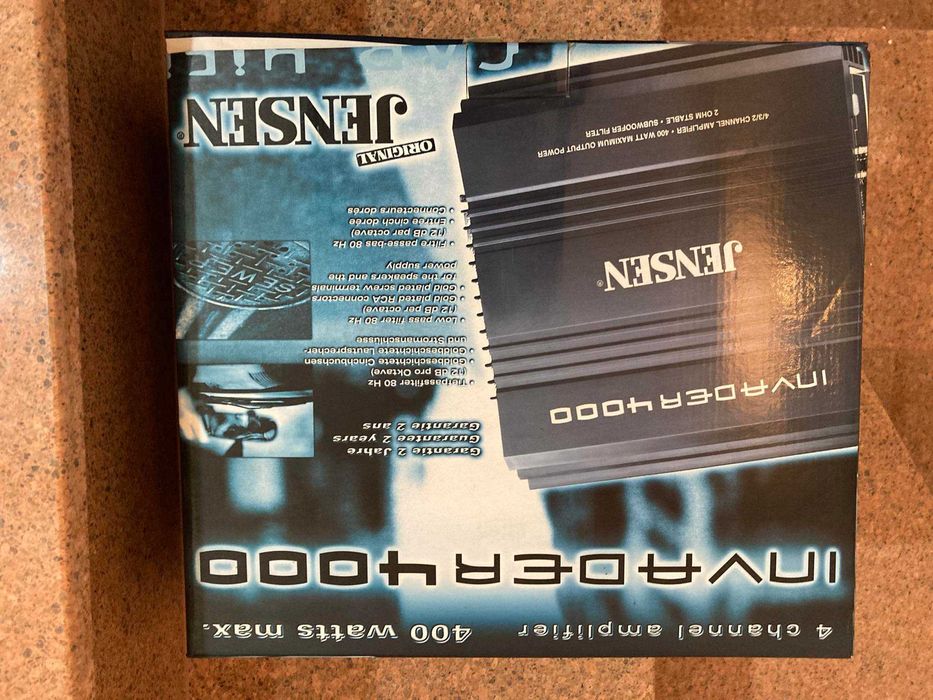 4 channel amplifier 400 watts max.
INVADER4000
INVADER4000
JENSEN®
4/3/2 CHANNEL AMPLIFIER • 400 WATT MAXIMUM OUTPUT POWER
2 OHM STABLE • SUBWOOFER FILTER
Garantie 2 Jahre
Guarantee 2 years
Garantie 2 ans
• Tiefpassfilter 80 Hz
(12 dB pro Oktave)
• Goldbeschichtete Cinchbuchsen
• Goldbeschichtete Lautsprecher-
und Stromanschlüsse
• Low pass filter 80 Hz
(12 dB per octave)
• Gold plated RCA connectors
• Gold plated screw terminals
for the speakers and the
power supply
• Filtre passe-bas 80 Hz
(12 dB par octave)
• Entrée cinch dorée
• Connecteurs dorés
ORIGINAL
JENSEN®